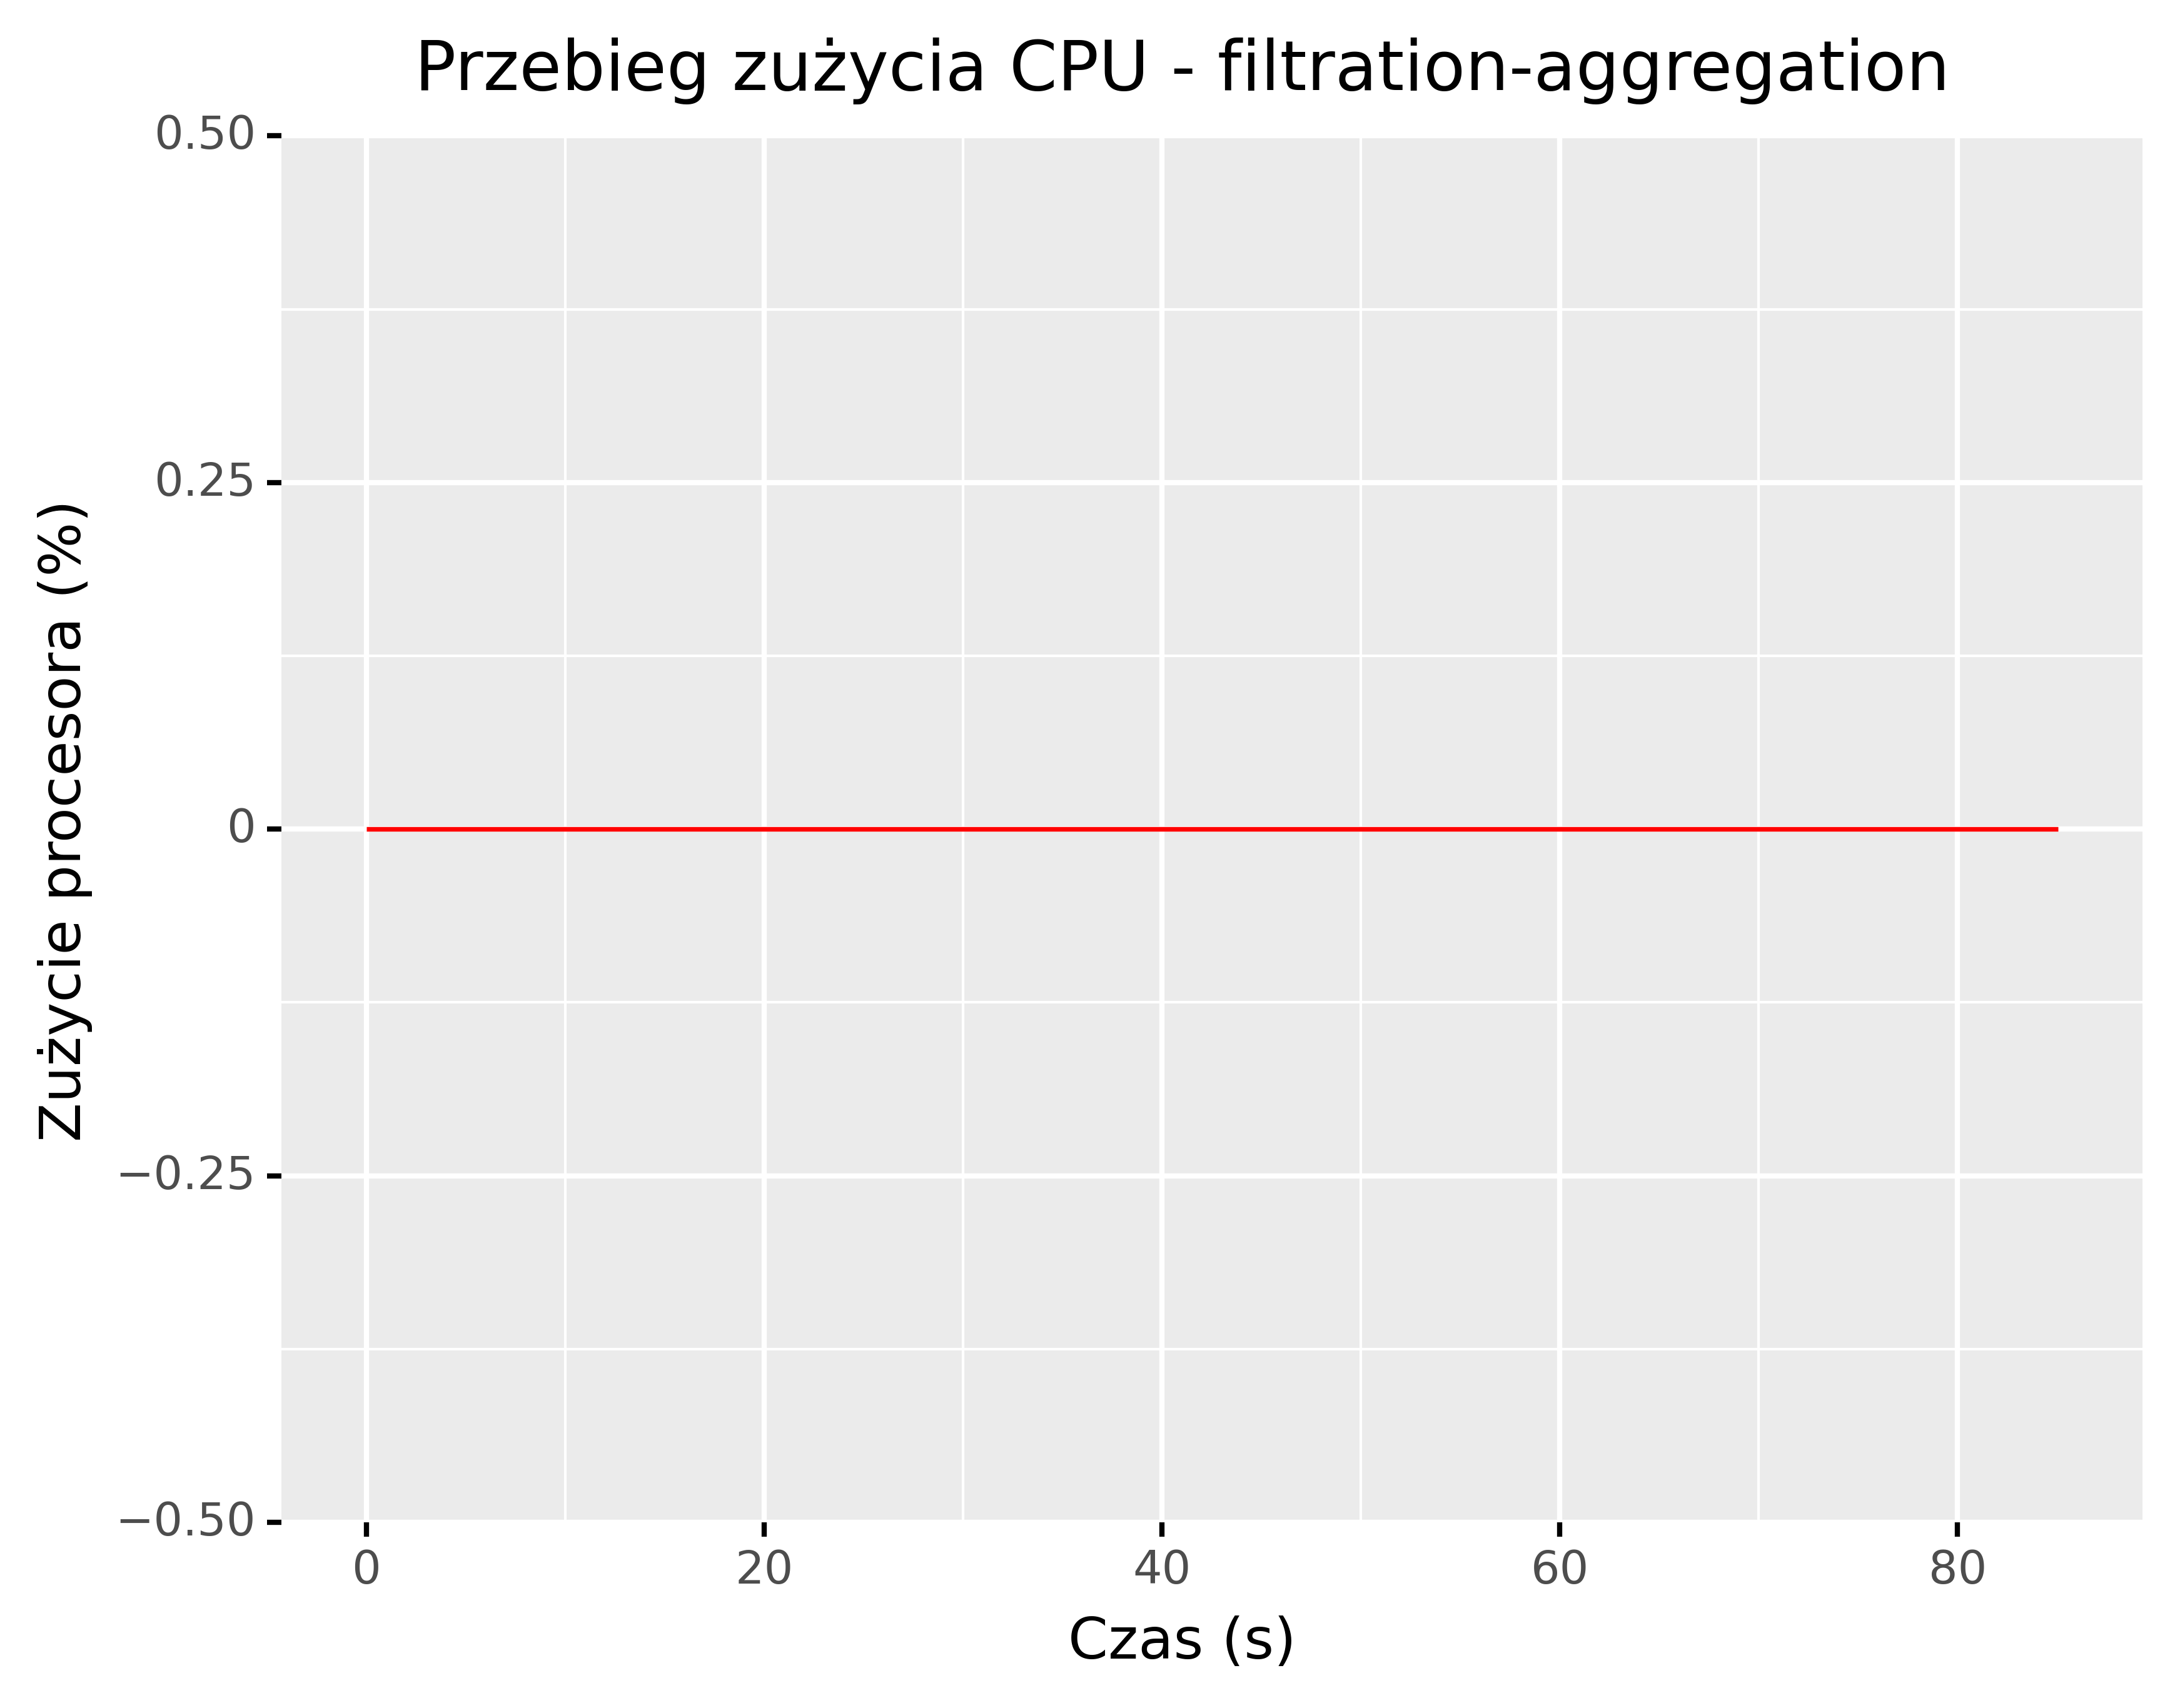 Przebieg zużycia CPU - filtration-aggregation
Zużycie procesora (%)
0.50
0.25
0
−0.25
−0.50
0 20 40 60 80
Czas (s)